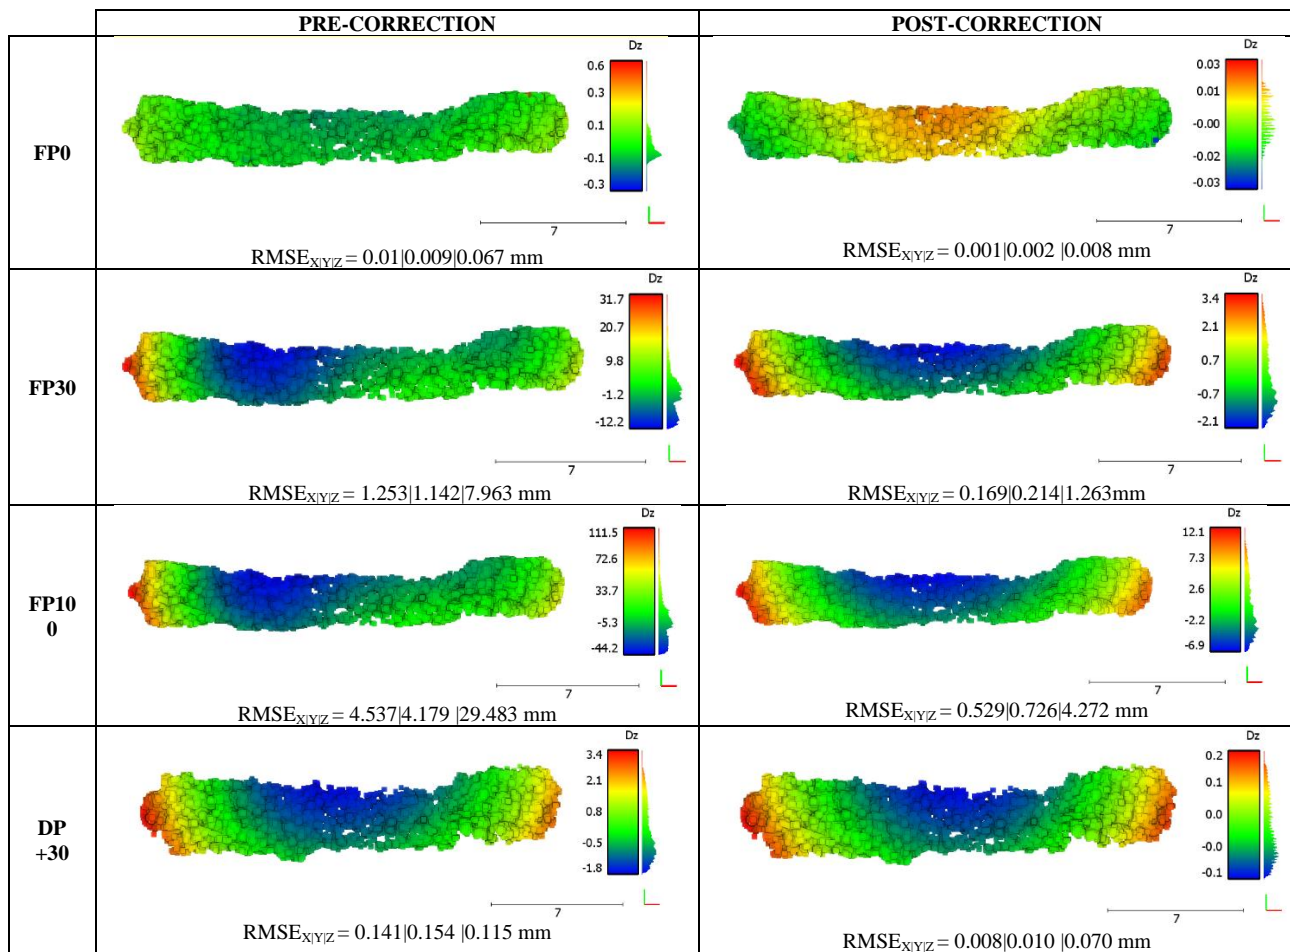 PRE-CORRECTION POST-CORRECTION
FP0
Dz
0.6
0.3
0.1
-0.1
-0.3
7
RMSEX|Y|Z = 0.01|0.009|0.067 mm
Dz
0.03
0.01
-0.00
-0.02
-0.03
7
RMSEX|Y|Z = 0.001|0.002 |0.008 mm
FP30
Dz
31.7
20.7
9.8
-1.2
-12.2
7
RMSEX|Y|Z = 1.253|1.142|7.963 mm
Dz
3.4
2.1
0.7
-0.7
-2.1
7
RMSEX|Y|Z = 0.169|0.214|1.263mm
FP10
0
Dz
111.5
72.6
33.7
-5.3
-44.2
7
RMSEX|Y|Z = 4.537|4.179 |29.483 mm
Dz
12.1
7.3
2.6
-2.2
-6.9
7
RMSEX|Y|Z = 0.529|0.726|4.272 mm
DP
+30
Dz
3.4
2.1
0.8
-0.5
-1.8
7
RMSEX|Y|Z = 0.141|0.154 |0.115 mm
Dz
0.2
0.1
0.0
-0.0
-0.1
7
RMSEX|Y|Z = 0.008|0.010 |0.070 mm